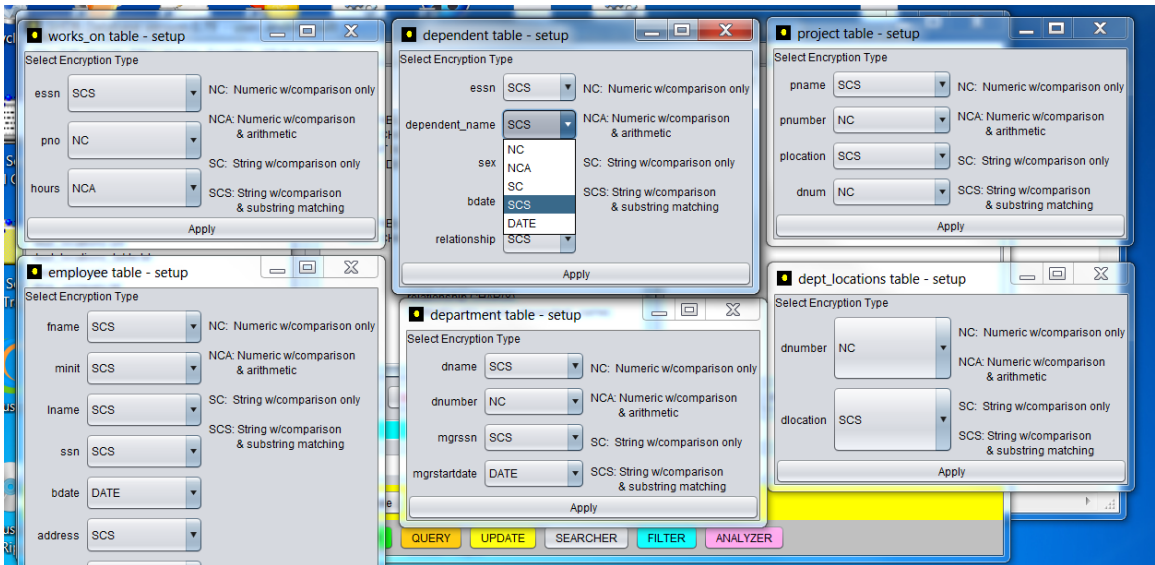 works_on table - setup
Select Encryption Type
essn SCS
NC: Numeric w/comparison only
NCA: Numeric w/comparison
& arithmetic
pno NC
SC: String w/comparison only
hours NCA
SCS: String w/comparison
& substring matching
Apply
dependent table - setup
Select Encryption Type
essn SCS
NC: Numeric w/comparison only
dependent_name SCS
NCA: Numeric w/comparison
& arithmetic
NC
NCA
SC
SCS
DATE
sex
SC: String w/comparison only
bdate
SCS: String w/comparison
& substring matching
relationship SCS
Apply
project table - setup
Select Encryption Type
pname SCS
NC: Numeric w/comparison only
pnumber NC
NCA: Numeric w/comparison
& arithmetic
plocation SCS
SC: String w/comparison only
dnum NC
SCS: String w/comparison
& substring matching
Apply
employee table - setup
Select Encryption Type
fname SCS
NC: Numeric w/comparison only
minit SCS
NCA: Numeric w/comparison
& arithmetic
lname SCS
SC: String w/comparison only
SCS: String w/comparison
& substring matching
ssn SCS
bdate DATE
address SCS
department table - setup
Select Encryption Type
dname SCS
NC: Numeric w/comparison only
dnumber NC
NCA: Numeric w/comparison
& arithmetic
mgrssn SCS
SC: String w/comparison only
mgrstartdate DATE
SCS: String w/comparison
& substring matching
Apply
dept_locations table - setup
Select Encryption Type
dnumber NC
NC: Numeric w/comparison only
NCA: Numeric w/comparison
& arithmetic
dlocation SCS
SC: String w/comparison only
SCS: String w/comparison
& substring matching
Apply
QUERY UPDATE SEARCHER FILTER ANALYZER